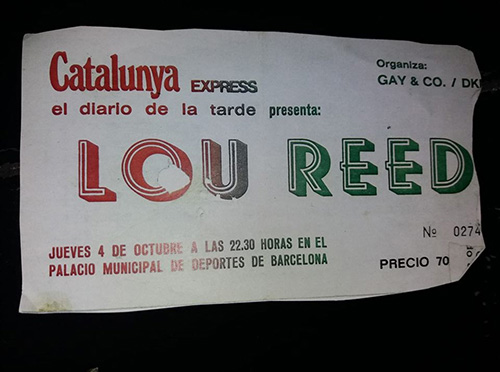 Catalunya EXPRESS
el diario de la tarde presenta:
Organiza:
GAY & CO. / DK
LOU REED
Nº 0274
JUEVES 4 DE OCTUBRE A LAS 22.30 HORAS EN EL
PALACIO MUNICIPAL DE DEPORTES DE BARCELONA
PRECIO 70